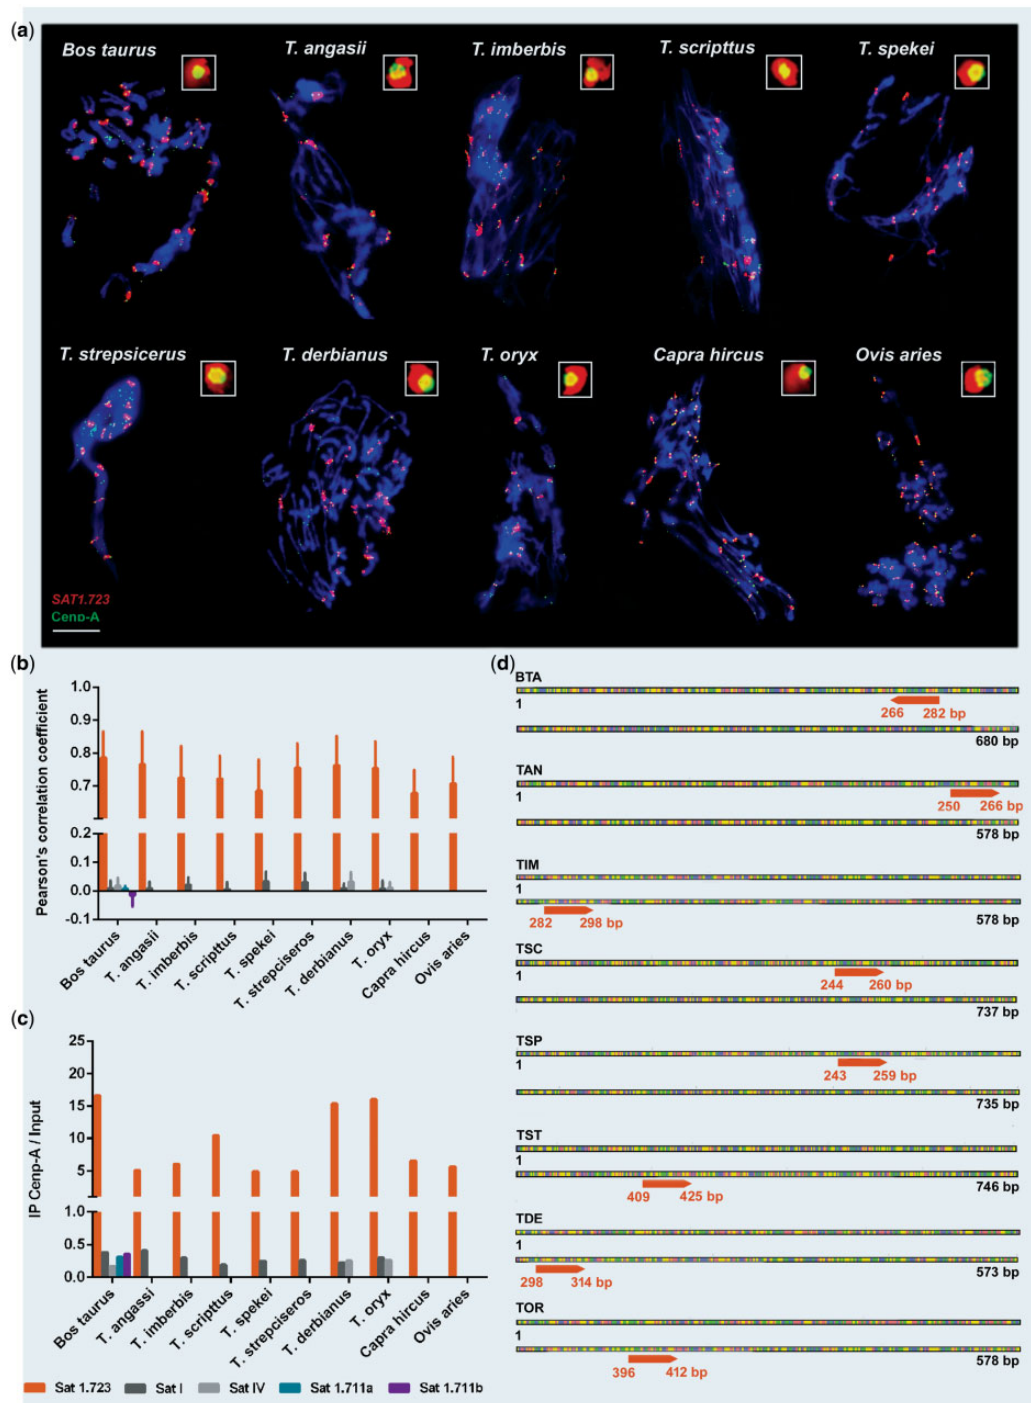 (a)
Bos taurus
T. angasii
T. imberbis
T. scripttus
T. spekei
T. strepsicerus
T. derbianus
T. oryx
Capra hircus
Ovis aries
SAT1.723
Cenp-A
(b)
Pearson's correlation coefficient
1.0
0.9
0.8
0.7
0.2
0.1
0.0
-0.1
Bos taurus
T. angasii
T. imberbis
T. scripttus
T. spekei
T. strepciseros
T. derbianus
T. oryx
Capra hircus
Ovis aries
(c)
IP Cenp-A / Input
25
20
15
10
5
1.0
0.5
0.0
Bos taurus
T. angassi
T. imberbis
T. scripttus
T. spekei
T. strepciseros
T. derbianus
T. oryx
Capra hircus
Ovis aries
Sat 1.723 Sat I Sat IV Sat 1.711a Sat 1.711b
(d)
BTA
1
266 282 bp
680 bp
TAN
1
250 266 bp
578 bp
TIM
1
282 298 bp
578 bp
TSC
1
244 260 bp
737 bp
TSP
1
243 259 bp
735 bp
TST
1
409 425 bp
746 bp
TDE
1
298 314 bp
573 bp
TOR
1
396 412 bp
578 bp